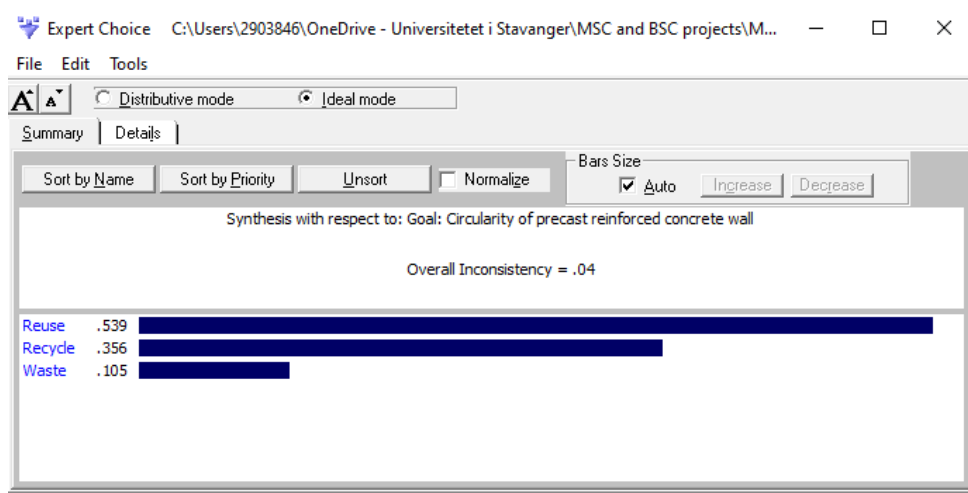 Expert Choice C:\Users\2903846\OneDrive - Universitetet i Stavanger\MSC and BSC projects\M...
File Edit Tools
A A Distributive mode Ideal mode
Summary Details
Bars Size
Sort by Name Sort by Priority Unsort Normalize Auto Increase Decrease
Synthesis with respect to: Goal: Circularity of precast reinforced concrete wall
Overall Inconsistency = .04
Reuse .539
Recycle .356
Waste .105